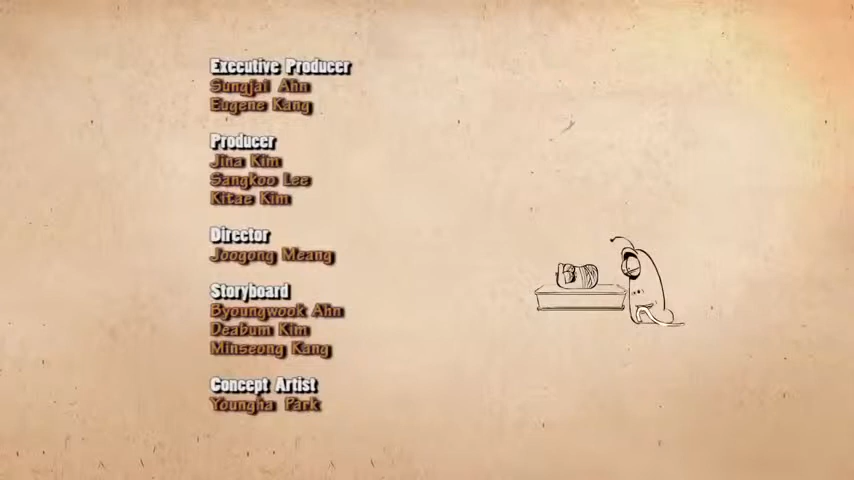 Executive Producer
Sungjai Ahn
Eugene Kang
Producer
Jina Kim
Sangkoo Lee
Kitae Kim
Director
Joogong Meang
Storyboard
Byoungwook Ahn
Deabum Kim
Minseong Kang
Concept Artist
Youngha Park